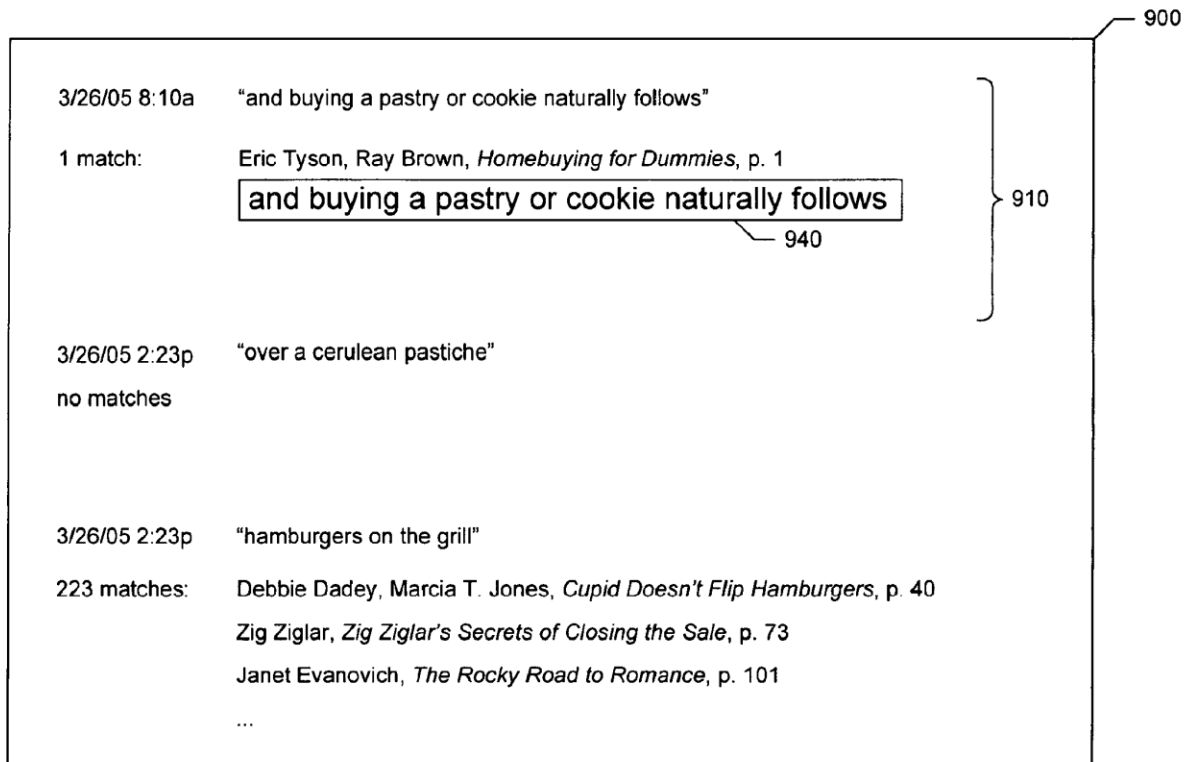 900
3/26/05 8:10a “and buying a pastry or cookie naturally follows”
1 match: Eric Tyson, Ray Brown, Homebuying for Dummies, p. 1
and buying a pastry or cookie naturally follows
910
940
3/26/05 2:23p “over a cerulean pastiche”
no matches
3/26/05 2:23p “hamburgers on the grill”
223 matches: Debbie Dadey, Marcia T. Jones, Cupid Doesn't Flip Hamburgers, p. 40
Zig Ziglar, Zig Ziglar's Secrets of Closing the Sale, p. 73
Janet Evanovich, The Rocky Road to Romance, p. 101
...